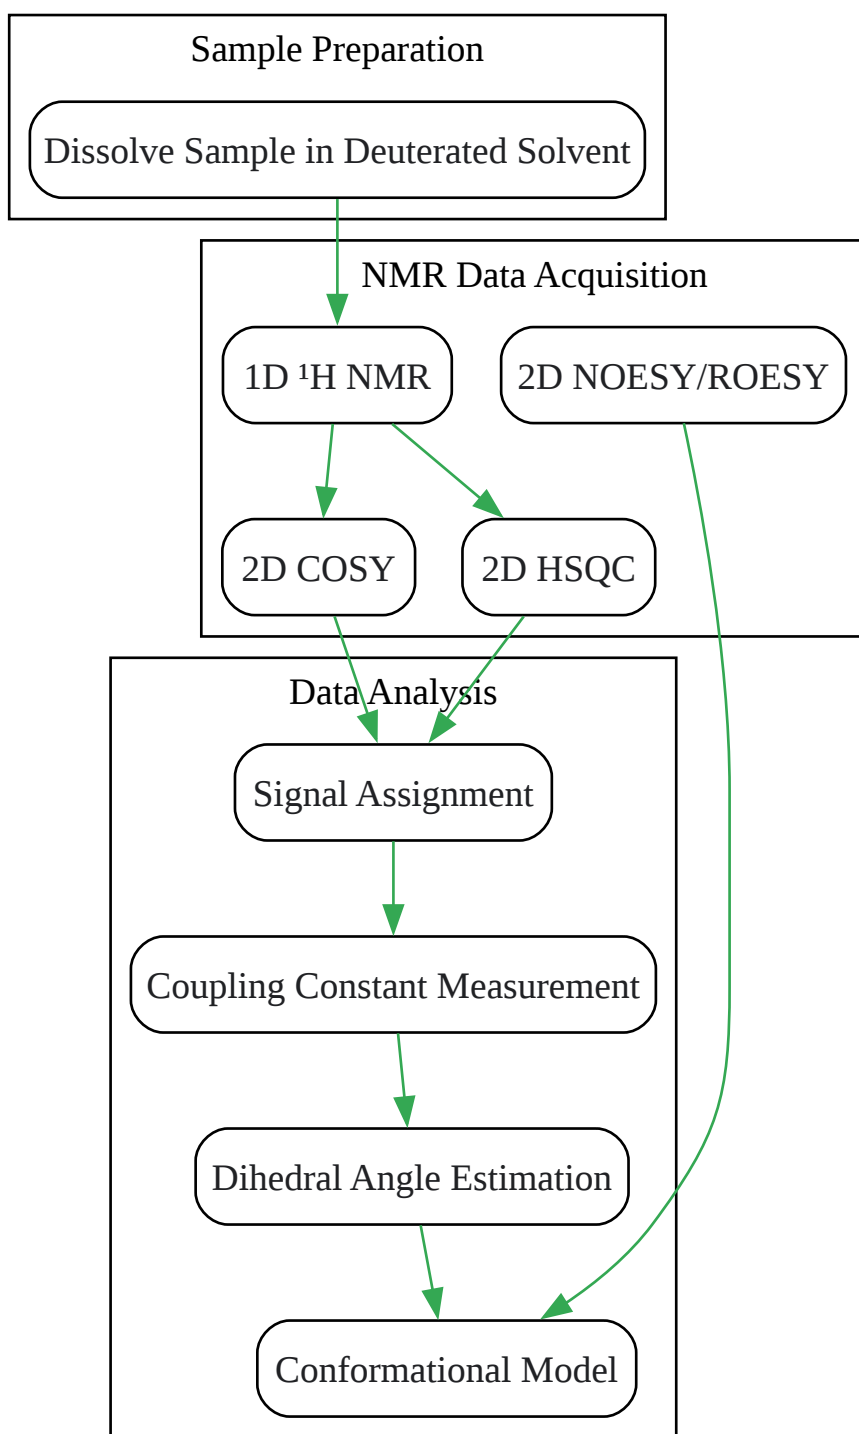 Sample Preparation
Dissolve Sample in Deuterated Solvent
NMR Data Acquisition
1D ¹H NMR
2D NOESY/ROESY
2D COSY
2D HSQC
Data Analysis
Signal Assignment
Coupling Constant Measurement
Dihedral Angle Estimation
Conformational Model